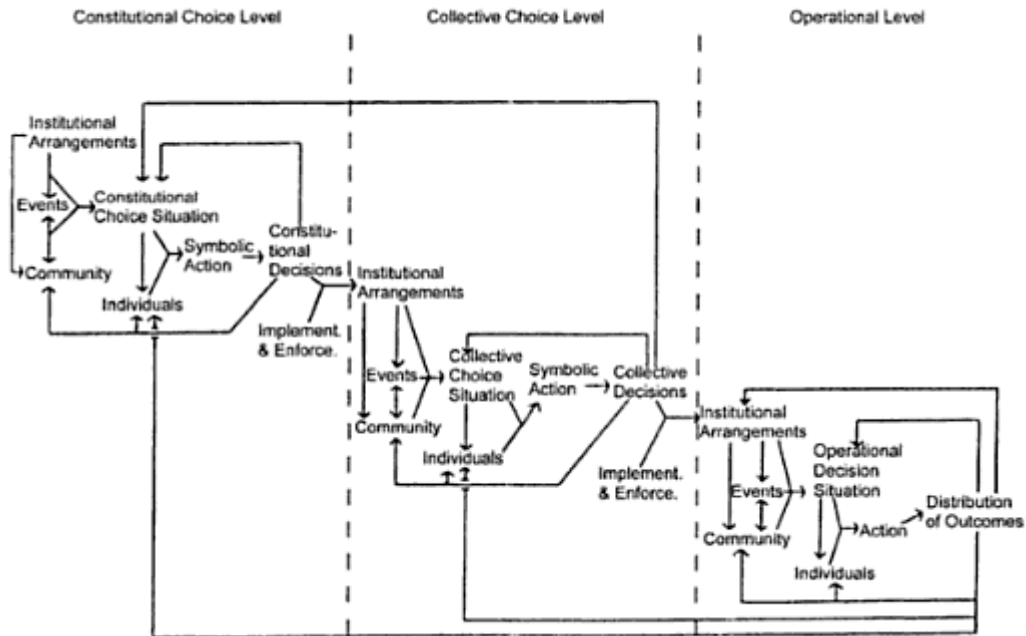 Constitutional Choice Level
Collective Choice Level
Operational Level
Institutional
Arrangements
Events
Constitutional
Choice Situation
Community
Symbolic
Action
Constitu-
tional
Decisions
Individuals
Implement.
& Enforce.
Institutional
Arrangements
Events
Collective
Choice
Situation
Community
Symbolic
Action
Collective
Decisions
Individuals
Implement.
& Enforce.
Institutional
Arrangements
Events
Operational
Decision
Situation
Community
Action
Distribution
of Outcomes
Individuals